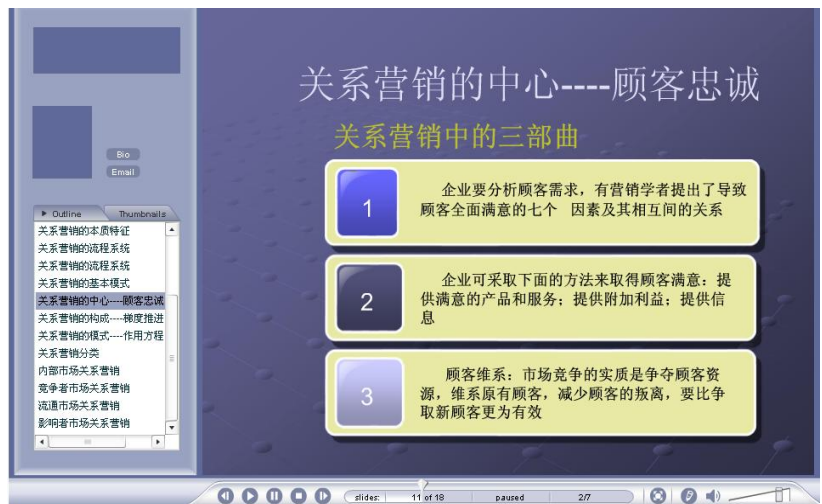 关系营销的中心----顾客忠诚
关系营销中的三部曲
1
企业要分析顾客需求，有营销学者提出了导致
顾客全面满意的七个 因素及其相互间的关系
2
企业可采取下面的方法来取得顾客满意：提
供满意的产品和服务；提供附加利益；提供信
息
3
顾客维系：市场竞争的实质是争夺顾客资
源，维系原有顾客，减少顾客的叛离，要比争
取新顾客更为有效
Bio
Email
Outline
Thumbnails
关系营销的本质特征
关系营销的流程系统
关系营销的流程系统
关系营销的基本模式
关系营销的中心----顾客忠诚
关系营销的构成----梯度推进
关系营销的模式----作用方程
关系营销分类
内部市场关系营销
竞争者市场关系营销
流通市场关系营销
影响者市场关系营销
slides: 11 of 18 paused 2/7